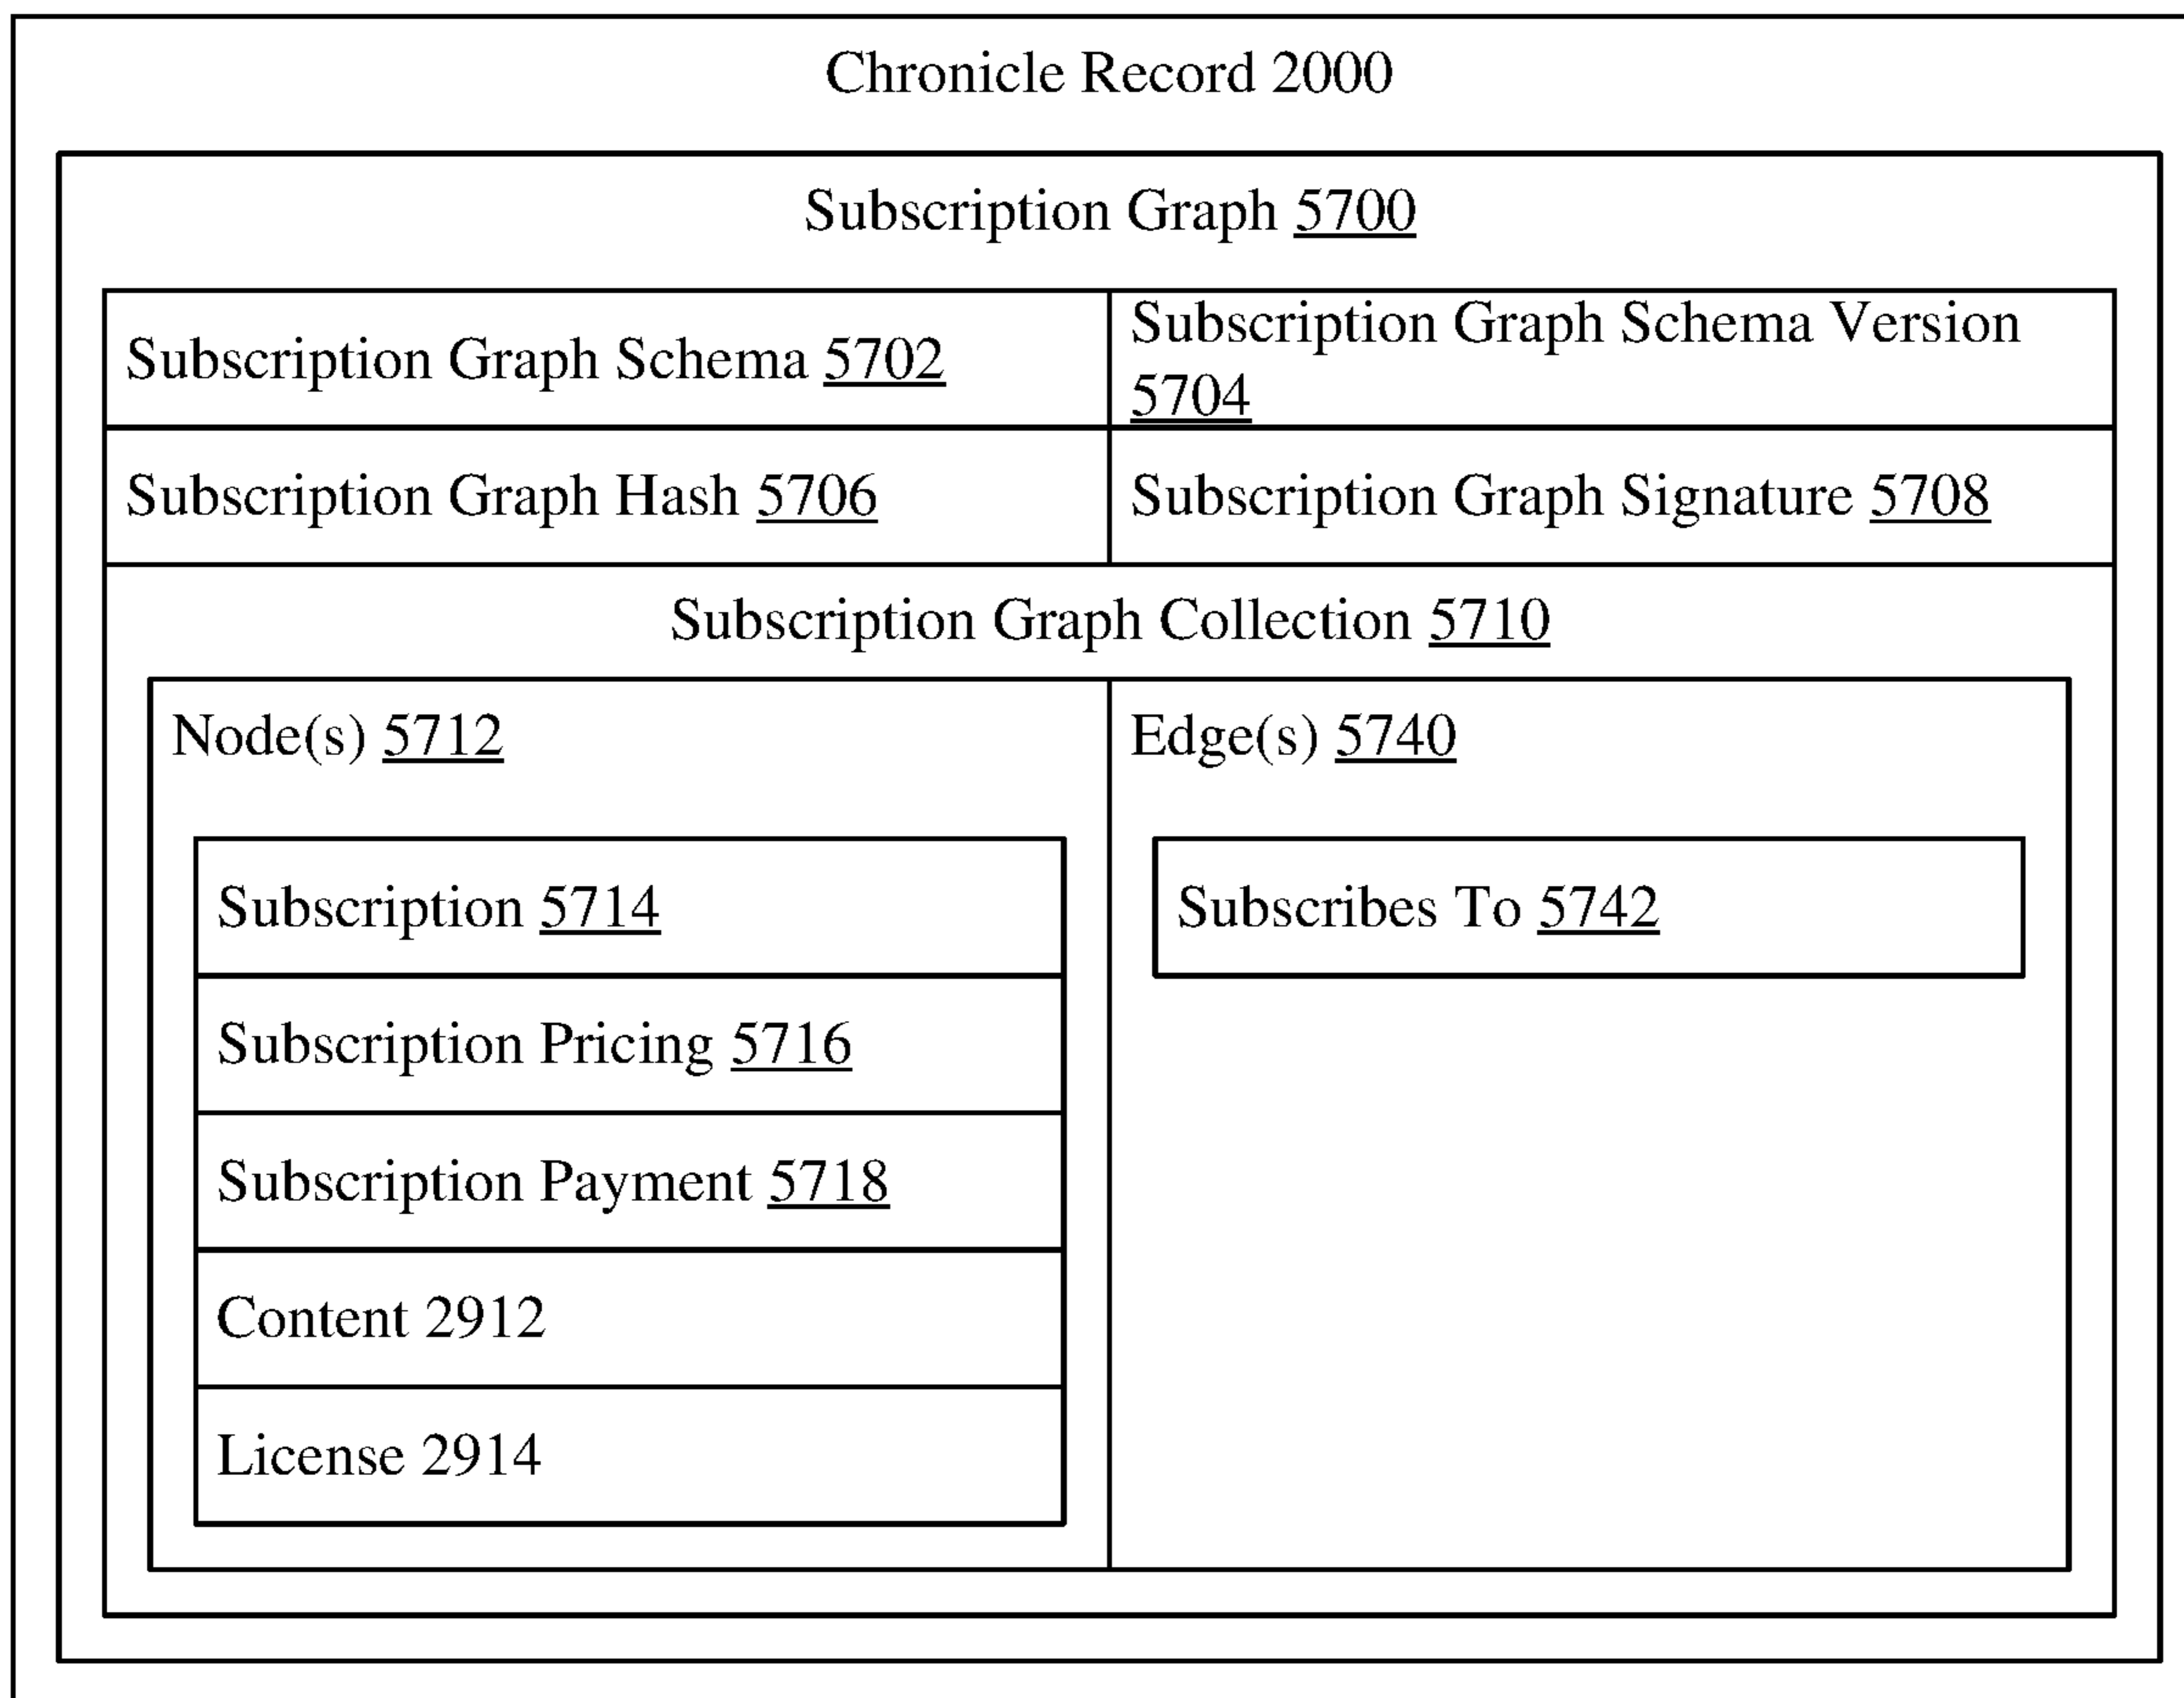 Chronicle Record 2000
Subscription Graph 5700
Subscription Graph Schema 5702
Subscription Graph Schema Version
5704
Subscription Graph Hash 5706
Subscription Graph Signature 5708
Subscription Graph Collection 5710
Node(s) 5712
Edge(s) 5740
Subscription 5714
Subscribes To 5742
Subscription Pricing 5716
Subscription Payment 5718
Content 2912
License 2914